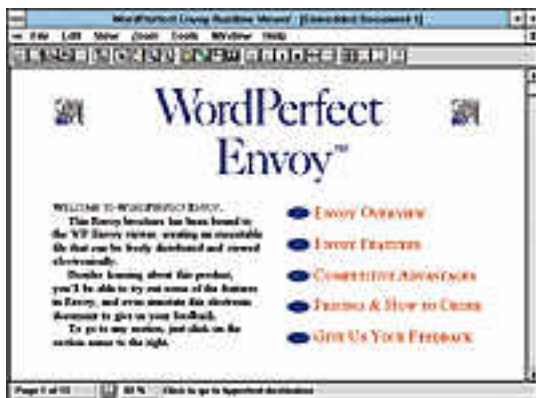 WordPerfect Envoy Runtime Viewer - [Embedded Document 1]
File Edit View Zoom Tools Window Help
WordPerfect
Envoy™
WELCOME TO WORDPERFECT ENVOY.
This Envoy brochure has been bound to
the WP Envoy viewer, creating an executable
file that can be freely distributed and viewed
electronically.
Besides learning about this product,
you'll be able to try out some of the features
in Envoy, and even annotate this electronic
document to give us your feedback.
To go to any section, just click on the
section name to the right.
ENVOY OVERVIEW
ENVOY FEATURES
COMPETITIVE ADVANTAGES
PRICING & HOW TO ORDER
GIVE US YOUR FEEDBACK
Page 1 of Click to go to hypertext destination